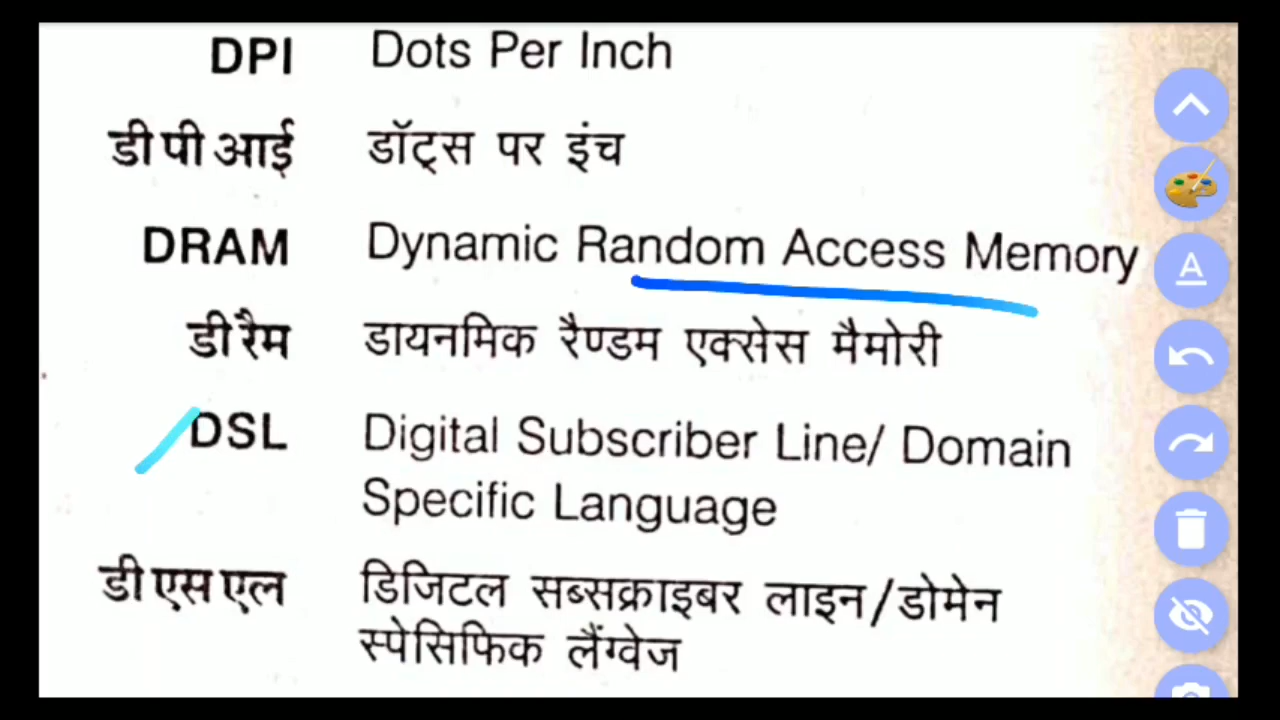 DPI Dots Per Inch
डी पी आई डॉट्स पर इंच
DRAM Dynamic Random Access Memory
डी रैम डायनमिक रैण्डम एक्सेस मैमोरी
DSL Digital Subscriber Line/ Domain
Specific Language
डी एस एल डिजिटल सब्सक्राइबर लाइन/डोमेन
स्पेसिफिक लैंग्वेज
A